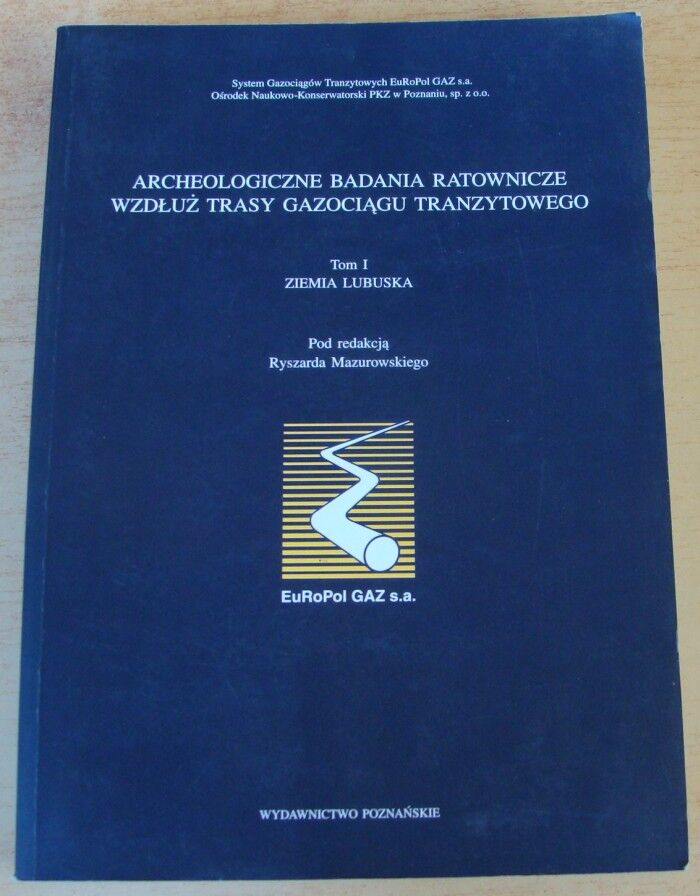 System Gazociągów Tranzytowych EuRoPol GAZ s.a.
Ośrodek Naukowo-Konserwatorski PKZ w Poznaniu, sp. z o.o.
ARCHEOLOGICZNE BADANIA RATOWNICZE
WZDŁUŻ TRASY GAZOCIĄGU TRANZYTOWEGO
Tom I
ZIEMIA LUBUSKA
Pod redakcją
Ryszarda Mazurowskiego
EuRoPol GAZ s.a.
WYDAWNICTWO POZNAŃSKIE